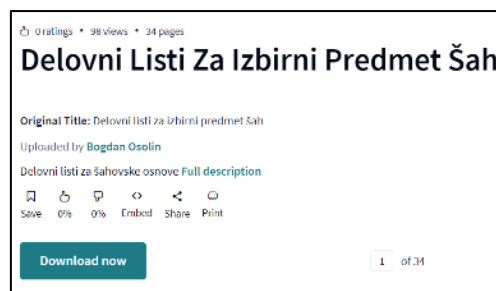 0 ratings • 98 views • 34 pages
Delovni Listi Za Izbirni Predmet Šah
Original Title: Delovni listi za izbirni predmet šah
Uploaded by Bogdan Osolin
Delovni listi za šahovske osnove Full description
Save 0% 0% Embed Share Print
Download now 1 of 34